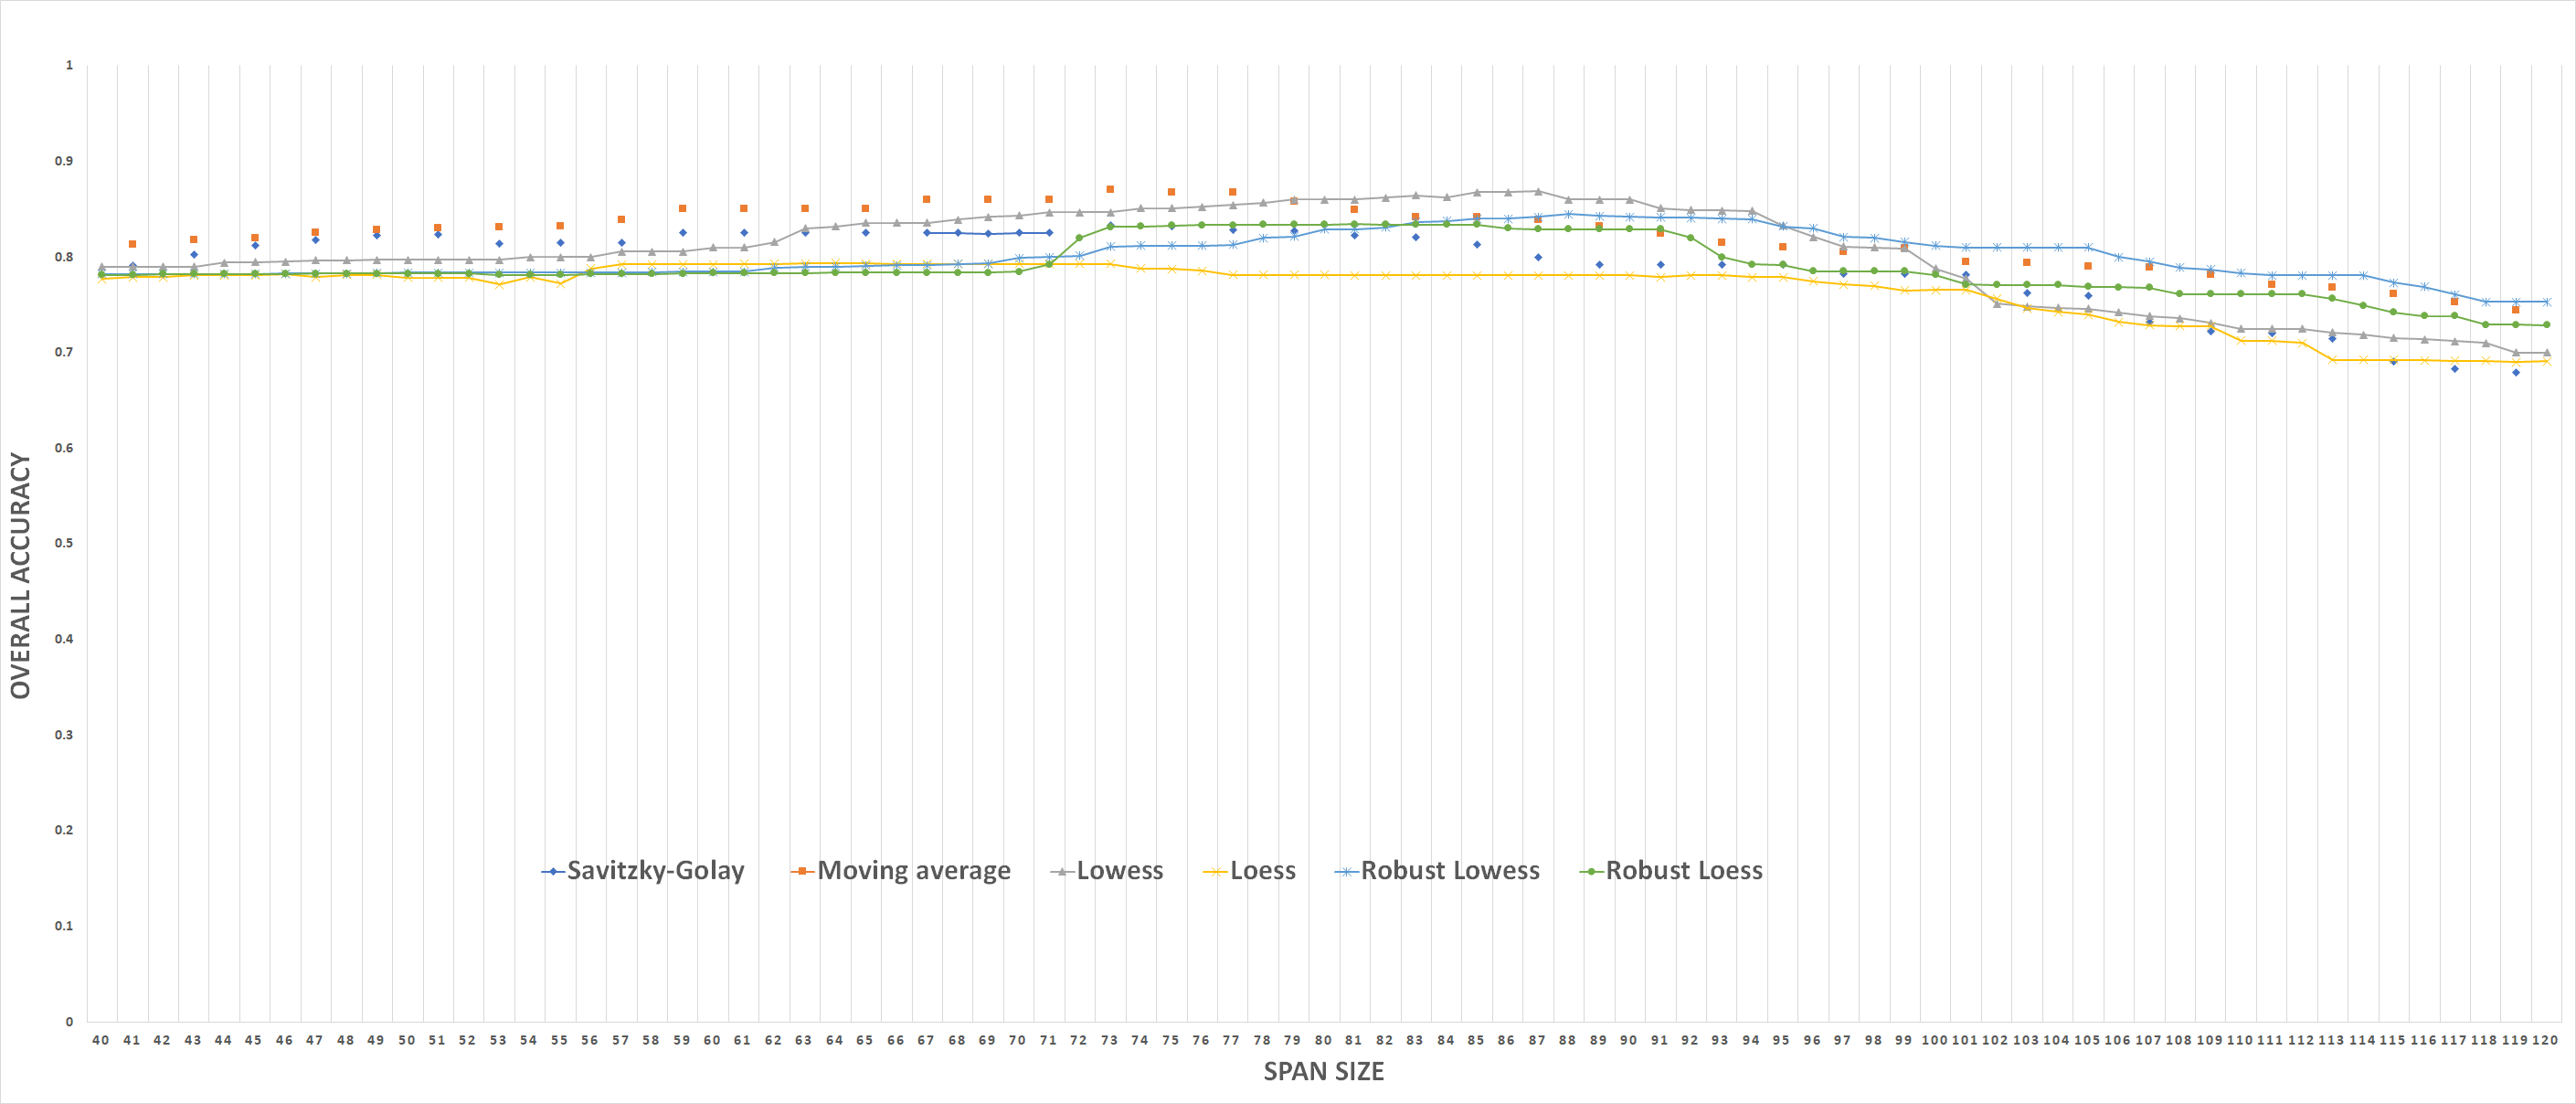 1
0.9
0.8
0.7
0.6
0.5
0.4
0.3
0.2
0.1
0
OVERALL ACCURACY
Savitzky-Golay Moving average Lowess Loess Robust Lowess Robust Loess
40 41 42 43 44 45 46 47 48 49 50 51 52 53 54 55 56 57 58 59 60 61 62 63 64 65 66 67 68 69 70 71 72 73 74 75 76 77 78 79 80 81 82 83 84 85 86 87 88 89 90 91 92 93 94 95 96 97 98 99 100 101 102 103 104 105 106 107 108 109 110 111 112 113 114 115 116 117 118 119 120
SPAN SIZE